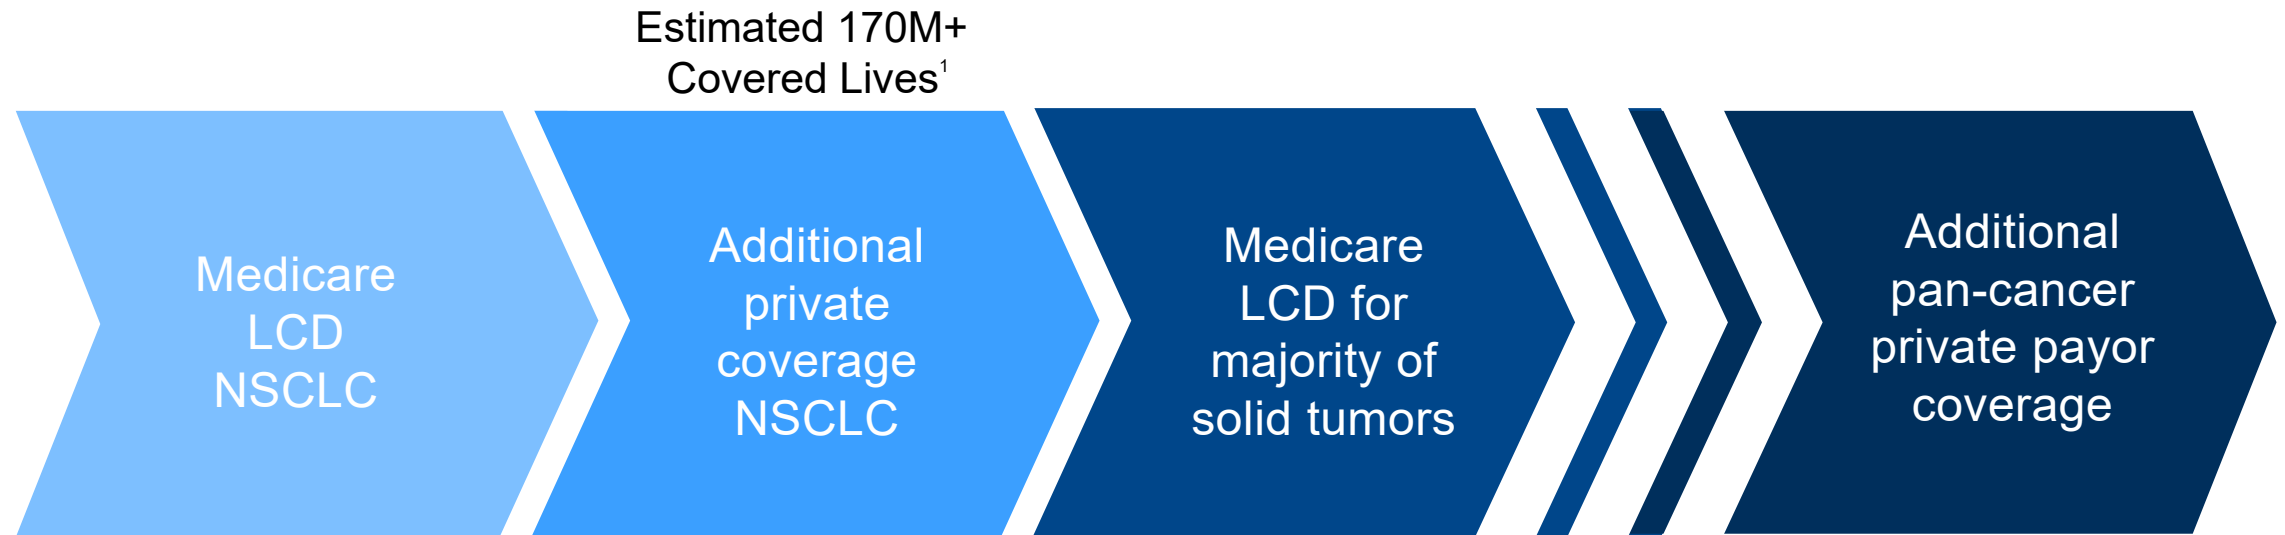 Estimated 170M+
Covered Lives1
Medicare
LCD
NSCLC
Additional
private
coverage
NSCLC
Medicare
LCD for
majority of
solid tumors
Additional
pan-cancer
private payor
coverage